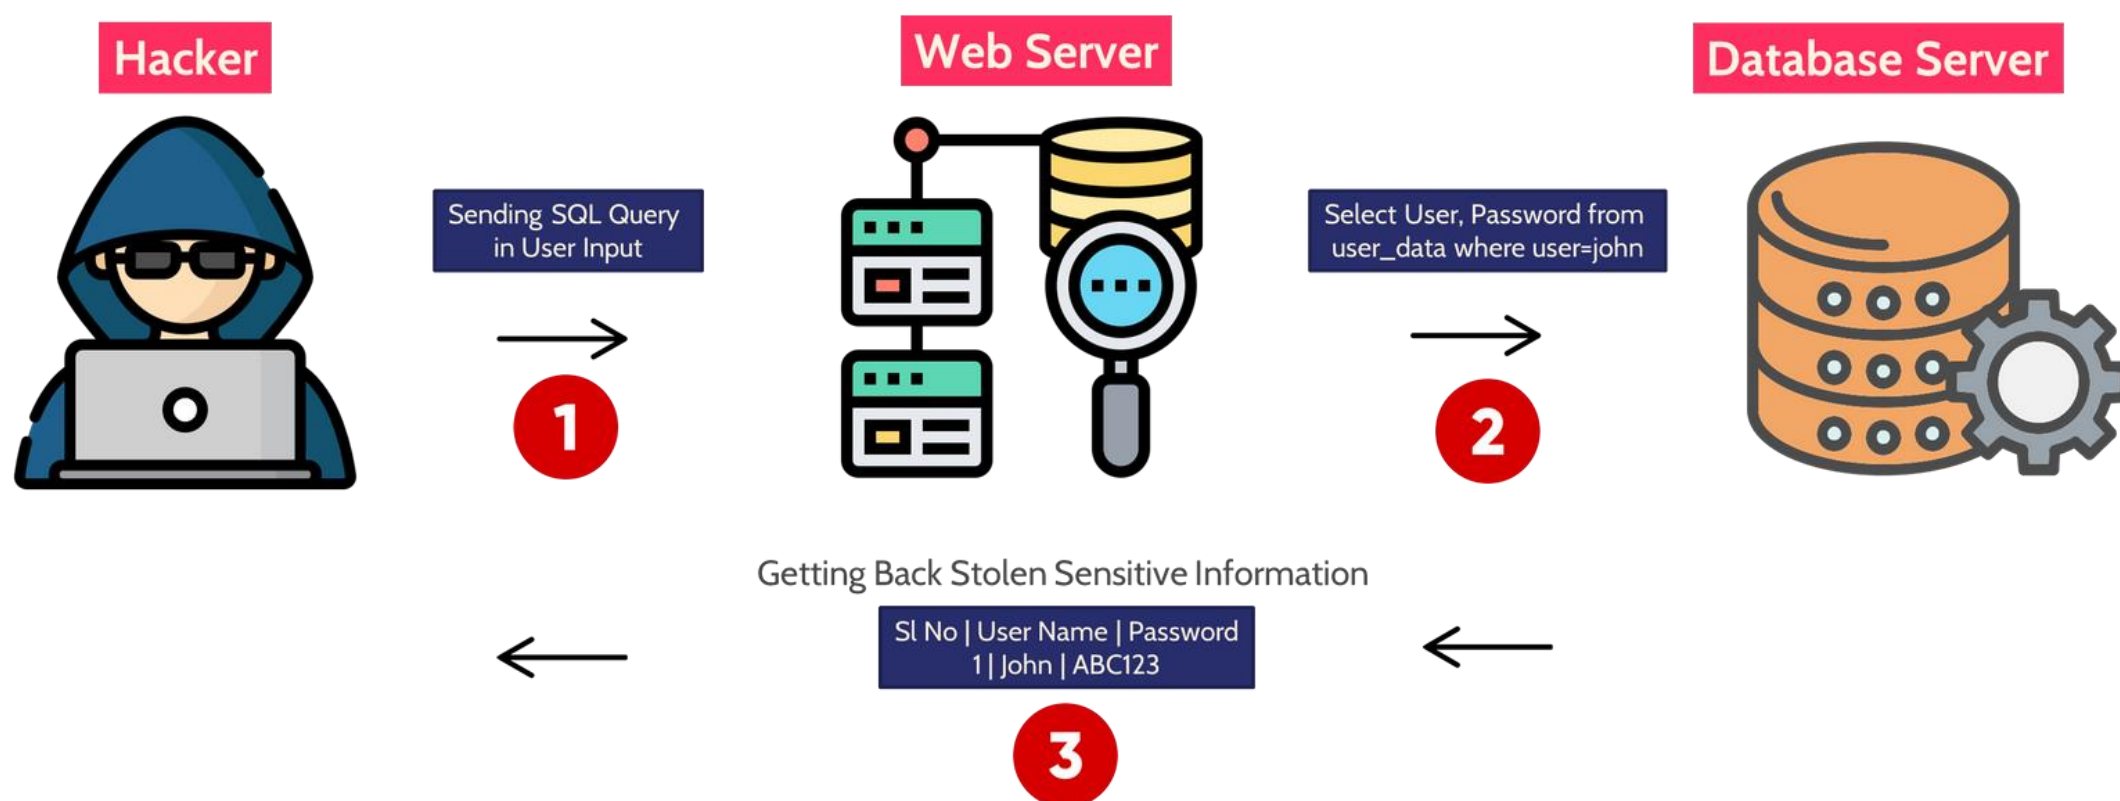 Hacker
Web Server
Database Server
Sending SQL Query
in User Input
Select User, Password from
user_data where user=john
1
2
Getting Back Stolen Sensitive Information
Sl No | User Name | Password
1 | John | ABC123
3